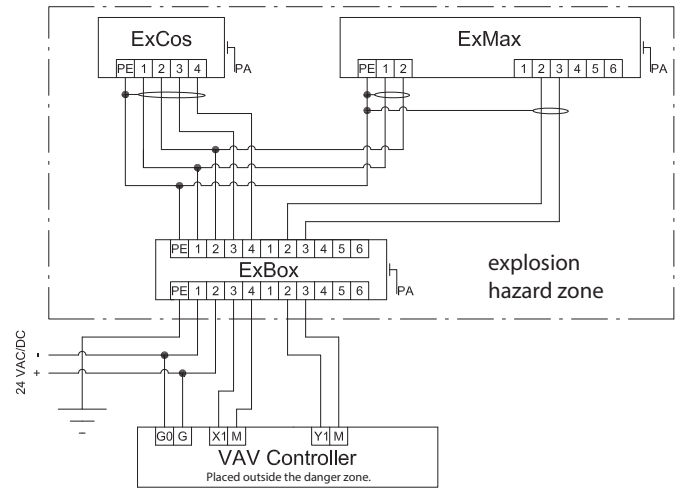 ExCos
ExMax
PE 1 2 3 4
PA
PE 1 2
1 2 3 4 5 6
PA
PE 1 2 3 4 1 2 3 4 5 6
ExBox
PE 1 2 3 4 1 2 3 4 5 6
PA
explosion
hazard zone
24 VAC/DC
-
+
G0 G X1 M Y1 M
VAV Controller
Placed outside the danger zone.